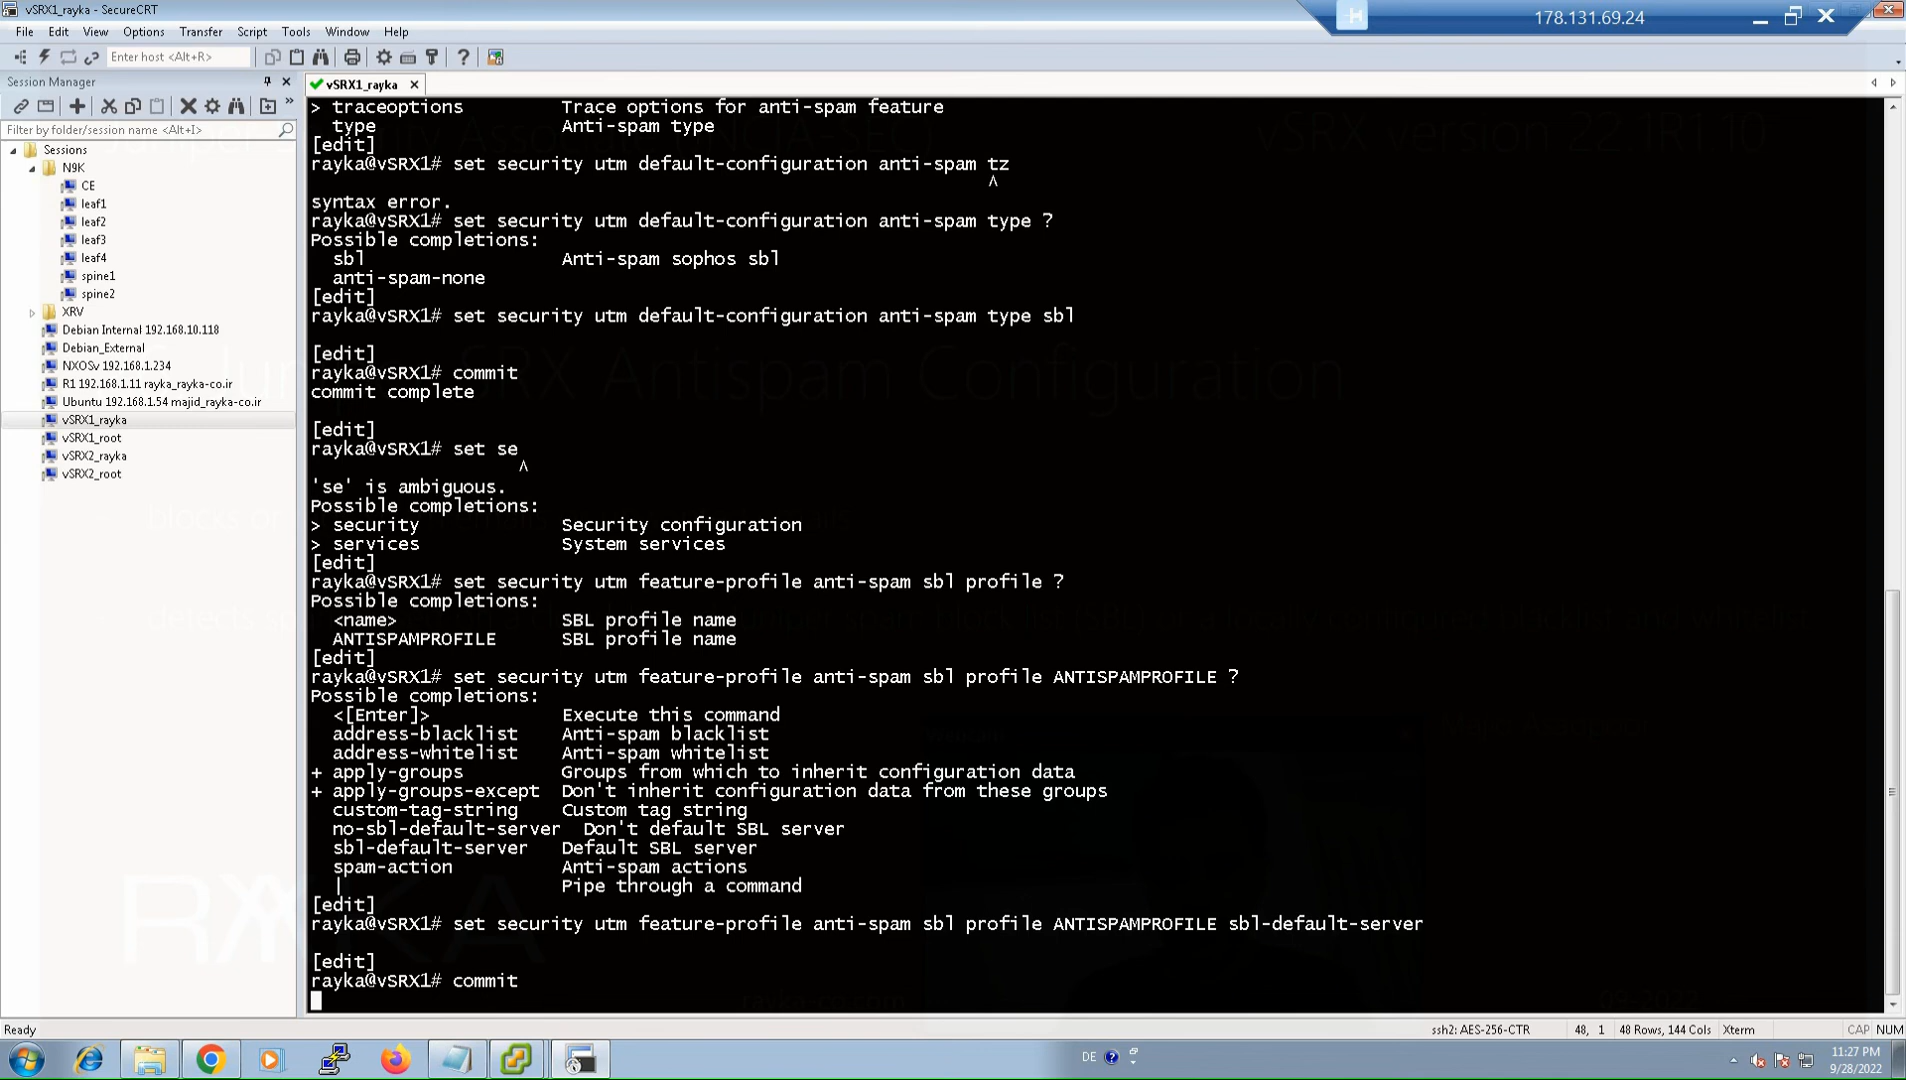 vSRX1_rayka - SecureCRT
178.131.69.24
File Edit View Options Transfer Script Tools Window Help
Enter host <Alt+R>
Session Manager
vSRX1_rayka
Filter by folder/session name <Alt+I>
Sessions
N9K
CE
leaf1
leaf2
leaf3
leaf4
spine1
spine2
XRV
Debian Internal 192.168.10.118
Debian_External
NXOSv 192.168.1.234
R1 192.168.1.11 rayka_rayka-co.ir
Ubuntu 192.168.1.54 majid_rayka-co.ir
vSRX1_rayka
vSRX1_root
vSRX2_rayka
vSRX2_root
> traceoptions Trace options for anti-spam feature
type Anti-spam type
[edit]
rayka@vSRX1# set security utm default-configuration anti-spam tz
^
syntax error.
rayka@vSRX1# set security utm default-configuration anti-spam type ?
Possible completions:
sbl Anti-spam sophos sbl
anti-spam-none
[edit]
rayka@vSRX1# set security utm default-configuration anti-spam type sbl
[edit]
rayka@vSRX1# commit
commit complete
[edit]
rayka@vSRX1# set se
^
'se' is ambiguous.
Possible completions:
> security Security configuration
> services System services
[edit]
rayka@vSRX1# set security utm feature-profile anti-spam sbl profile ?
Possible completions:
<name> SBL profile name
ANTISPAMPROFILE SBL profile name
[edit]
rayka@vSRX1# set security utm feature-profile anti-spam sbl profile ANTISPAMPROFILE ?
Possible completions:
<[Enter]> Execute this command
address-blacklist Anti-spam blacklist
address-whitelist Anti-spam whitelist
+ apply-groups Groups from which to inherit configuration data
+ apply-groups-except Don't inherit configuration data from these groups
custom-tag-string Custom tag string
no-sbl-default-server Don't default SBL server
sbl-default-server Default SBL server
spam-action Anti-spam actions
| Pipe through a command
[edit]
rayka@vSRX1# set security utm feature-profile anti-spam sbl profile ANTISPAMPROFILE sbl-default-server
[edit]
rayka@vSRX1# commit
vSRX version 22.1R1.10
SRX Antispam Configuration
RAYKA
rayka-co.com
09-2022
Ready
ssh2: AES-256-CTR 48, 1 48 Rows, 144 Cols Xterm CAP NUM
DE
11:27 PM
9/28/2022